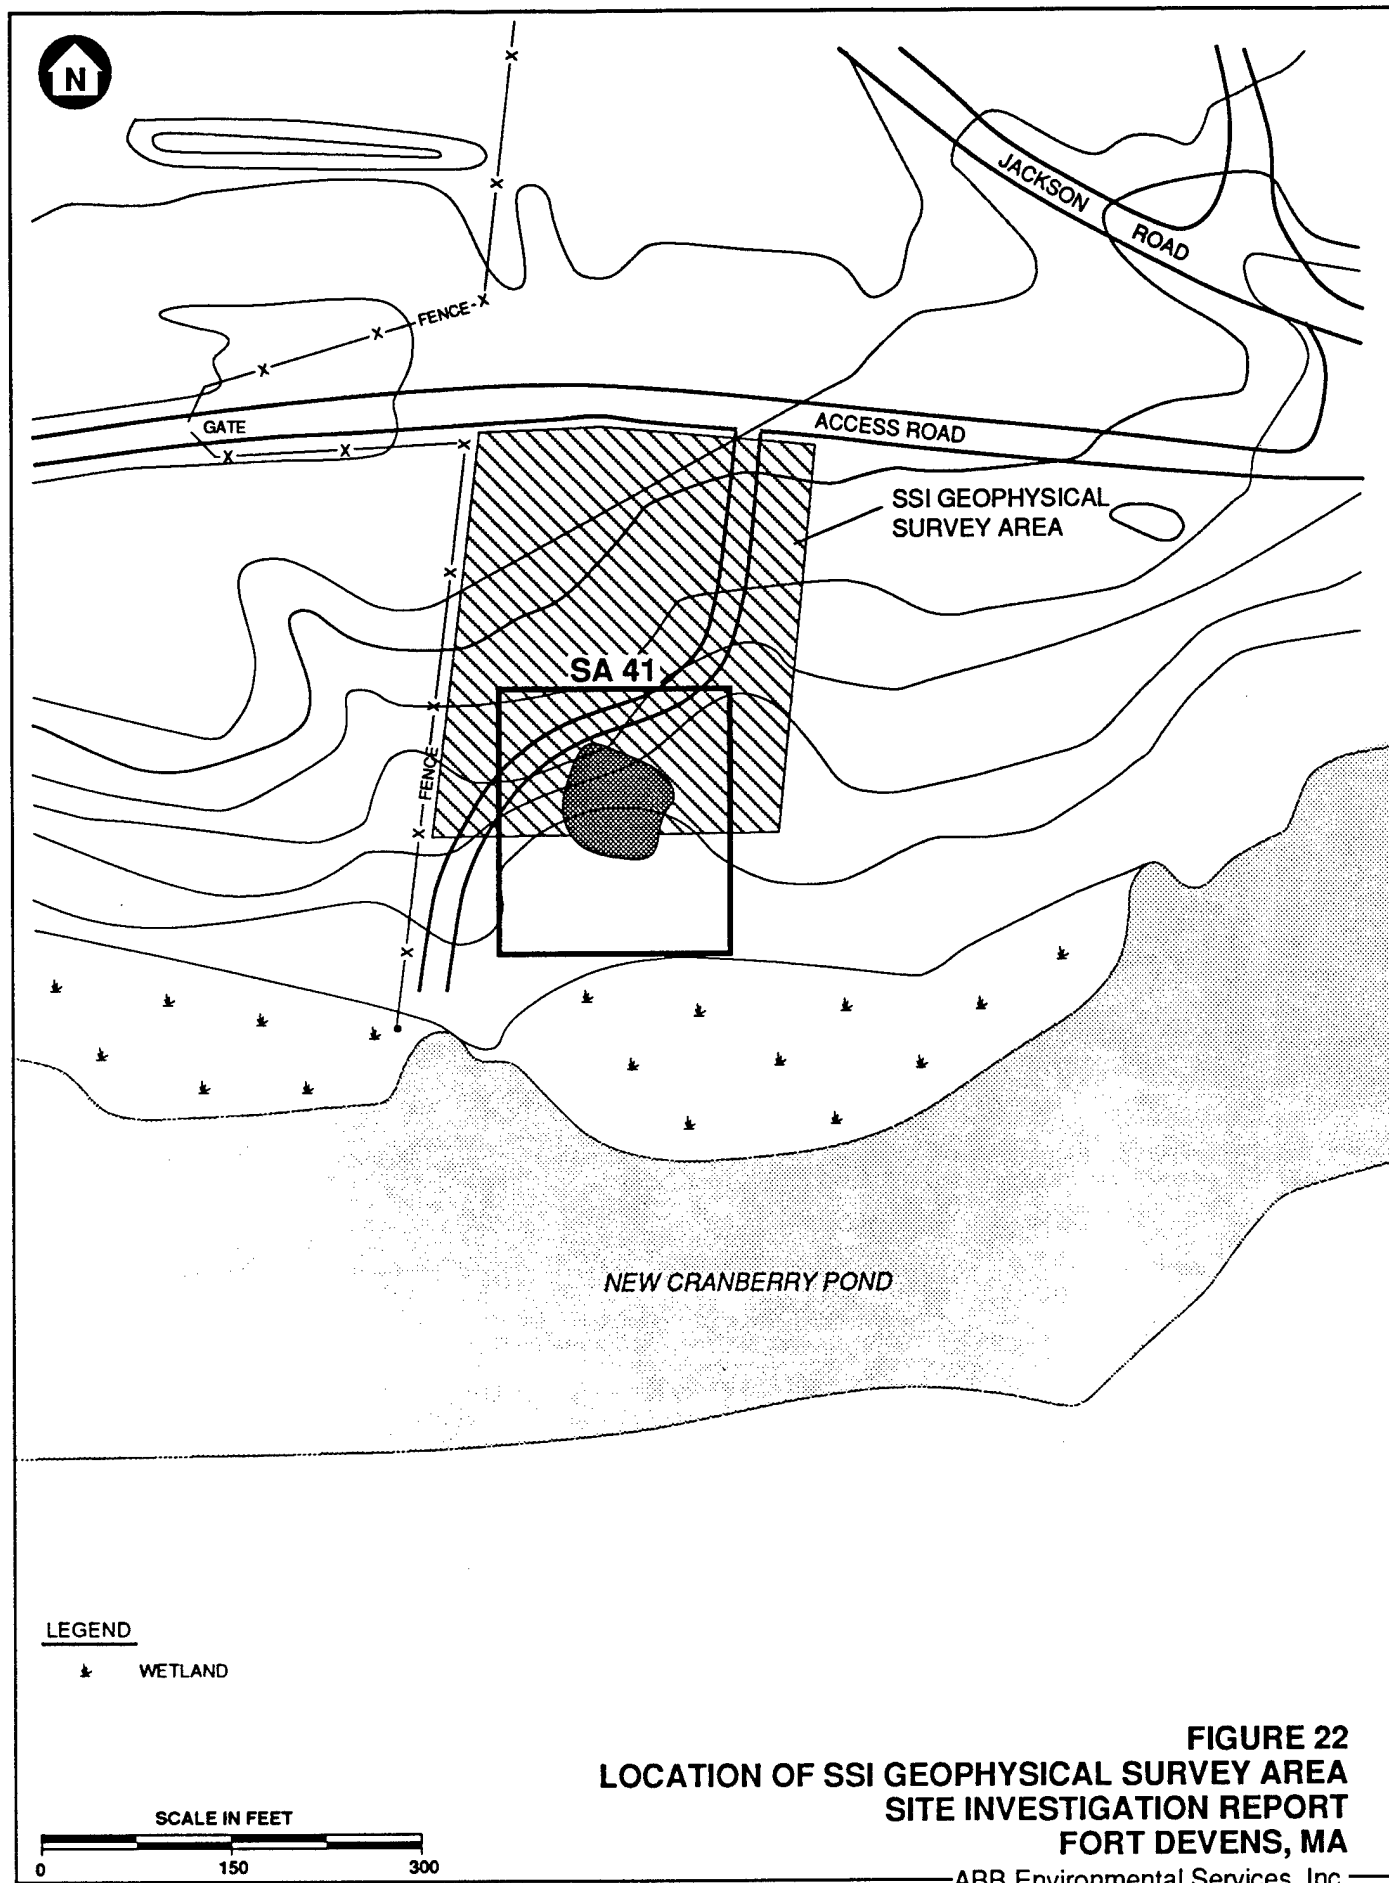 N
JACKSON
ROAD
FENCE
GATE
ACCESS ROAD
SSI GEOPHYSICAL
SURVEY AREA
SA 41
FENCE
NEW CRANBERRY POND
LEGEND
WETLAND
FIGURE 22
LOCATION OF SSI GEOPHYSICAL SURVEY AREA
SITE INVESTIGATION REPORT
FORT DEVENS, MA
SCALE IN FEET
0 150 300
ABB Environmental Services, Inc.